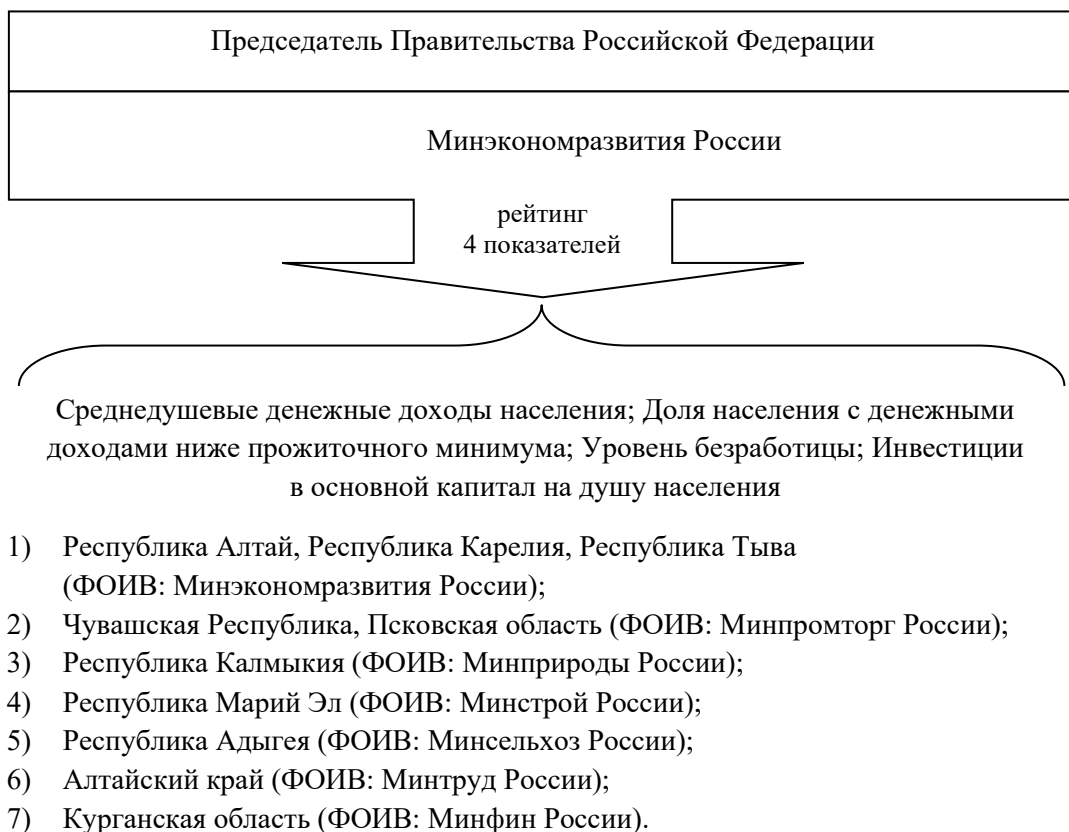 Председатель Правительства Российской Федерации
Минэкономразвития России
рейтинг
4 показателей
Среднедушевые денежные доходы населения; Доля населения с денежными
доходами ниже прожиточного минимума; Уровень безработицы; Инвестиции
в основной капитал на душу населения
1) Республика Алтай, Республика Карелия, Республика Тыва
(ФОИВ: Минэкономразвития России);
2) Чувашская Республика, Псковская область (ФОИВ: Минпромторг России);
3) Республика Калмыкия (ФОИВ: Минприроды России);
4) Республика Марий Эл (ФОИВ: Минстрой России);
5) Республика Адыгея (ФОИВ: Минсельхоз России);
6) Алтайский край (ФОИВ: Минтруд России);
7) Курганская область (ФОИВ: Минфин России).